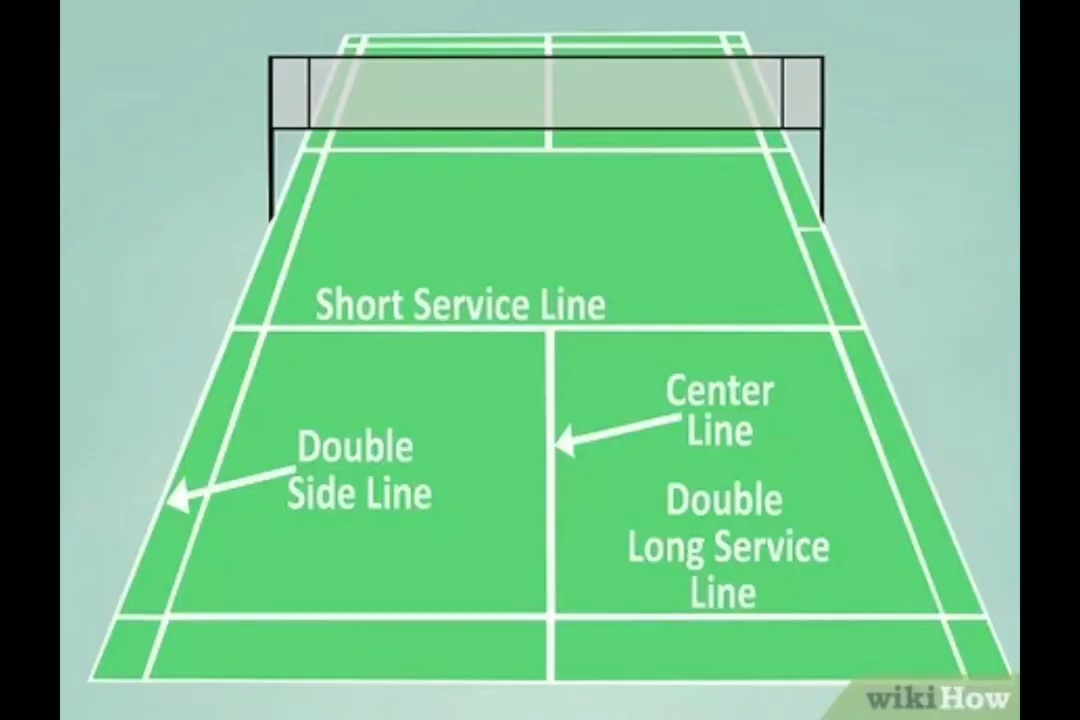 Short Service Line
Center
Line
Double
Side Line
Double
Long Service
Line
wikiHow